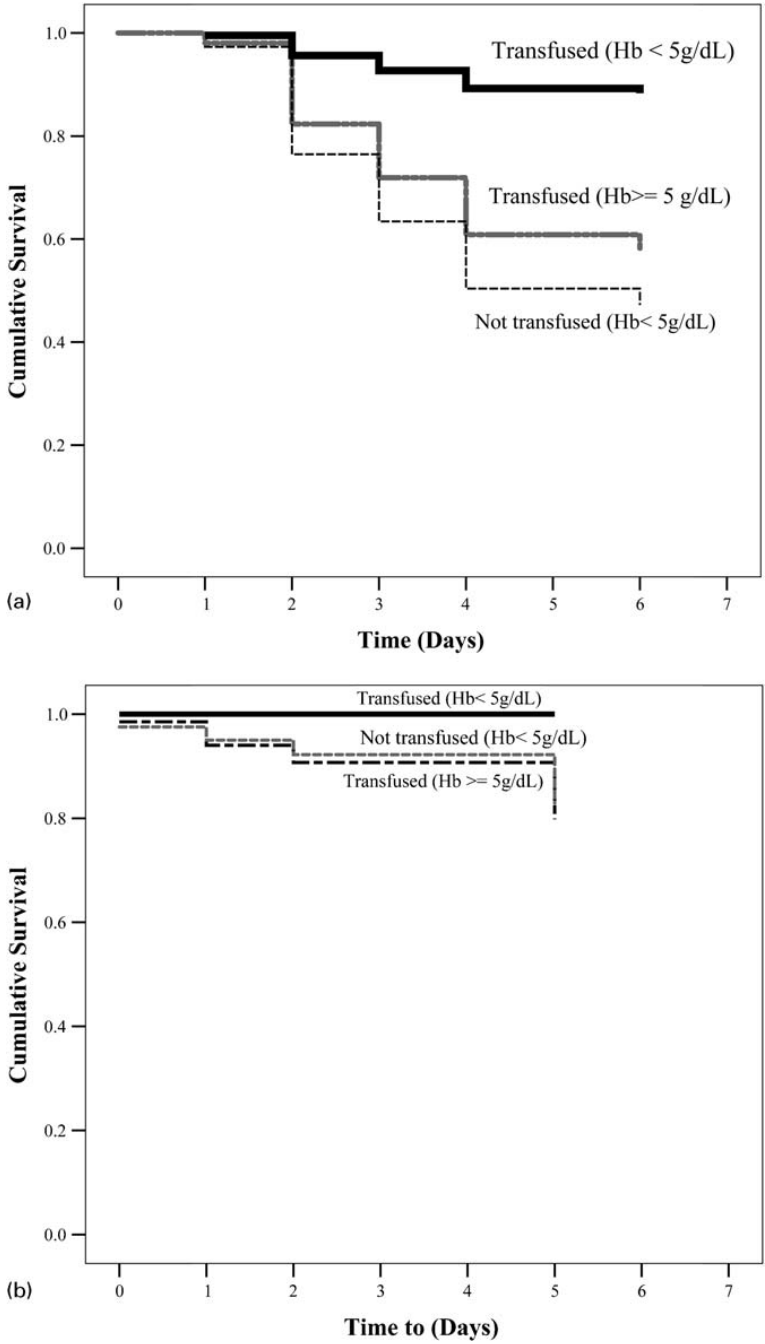 1.0
0.8
0.6
0.4
0.2
0.0
Cumulative Survival
Transfused (Hb < 5g/dL)
Transfused (Hb>= 5 g/dL)
Not transfused (Hb< 5g/dL)
0 1 2 3 4 5 6 7
(a)
Time (Days)
1.0
0.8
0.6
0.4
0.2
0.0
Cumulative Survival
Transfused (Hb< 5g/dL)
Not transfused (Hb< 5g/dL)
Transfused (Hb >= 5g/dL)
0 1 2 3 4 5 6 7
(b)
Time to (Days)